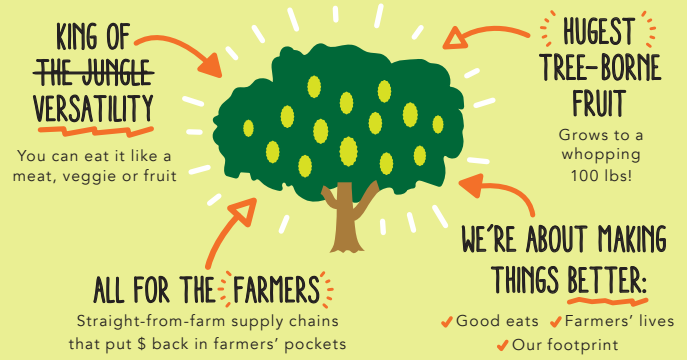 KING OF
THE JUNGLE
VERSATILITY
You can eat it like a
meat, veggie or fruit
HUGEST
TREE-BORNE
FRUIT
Grows to a
whopping
100 lbs!
ALL FOR THE FARMERS
Straight-from-farm supply chains
that put $ back in farmers' pockets
WE'RE ABOUT MAKING
THINGS BETTER:
Good eats Farmers' lives
Our footprint